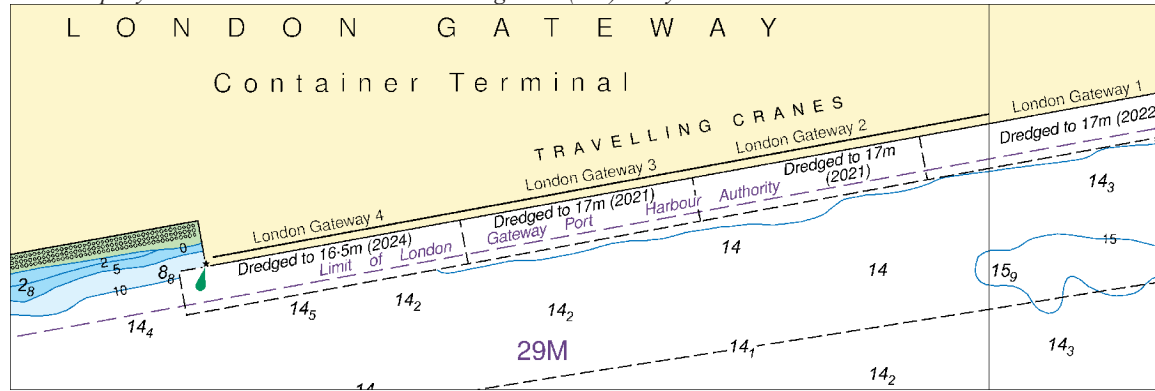 LONDON GATEWAY
Container Terminal
TRAVELLING CRANES
London Gateway 1
London Gateway 2
London Gateway 3
London Gateway 4
Dredged to 17m (2022
Dredged to 17m
(2021)
Dredged to 17m (2021)
Dredged to 16·5m (2024)
Limit of London Gateway Port Harbour Authority
0
2
5
10
8₈
2₈
14₄
14₅
14₂
14₂
14
14
14₃
15
15₉
29M
14₁
14₃
14₂